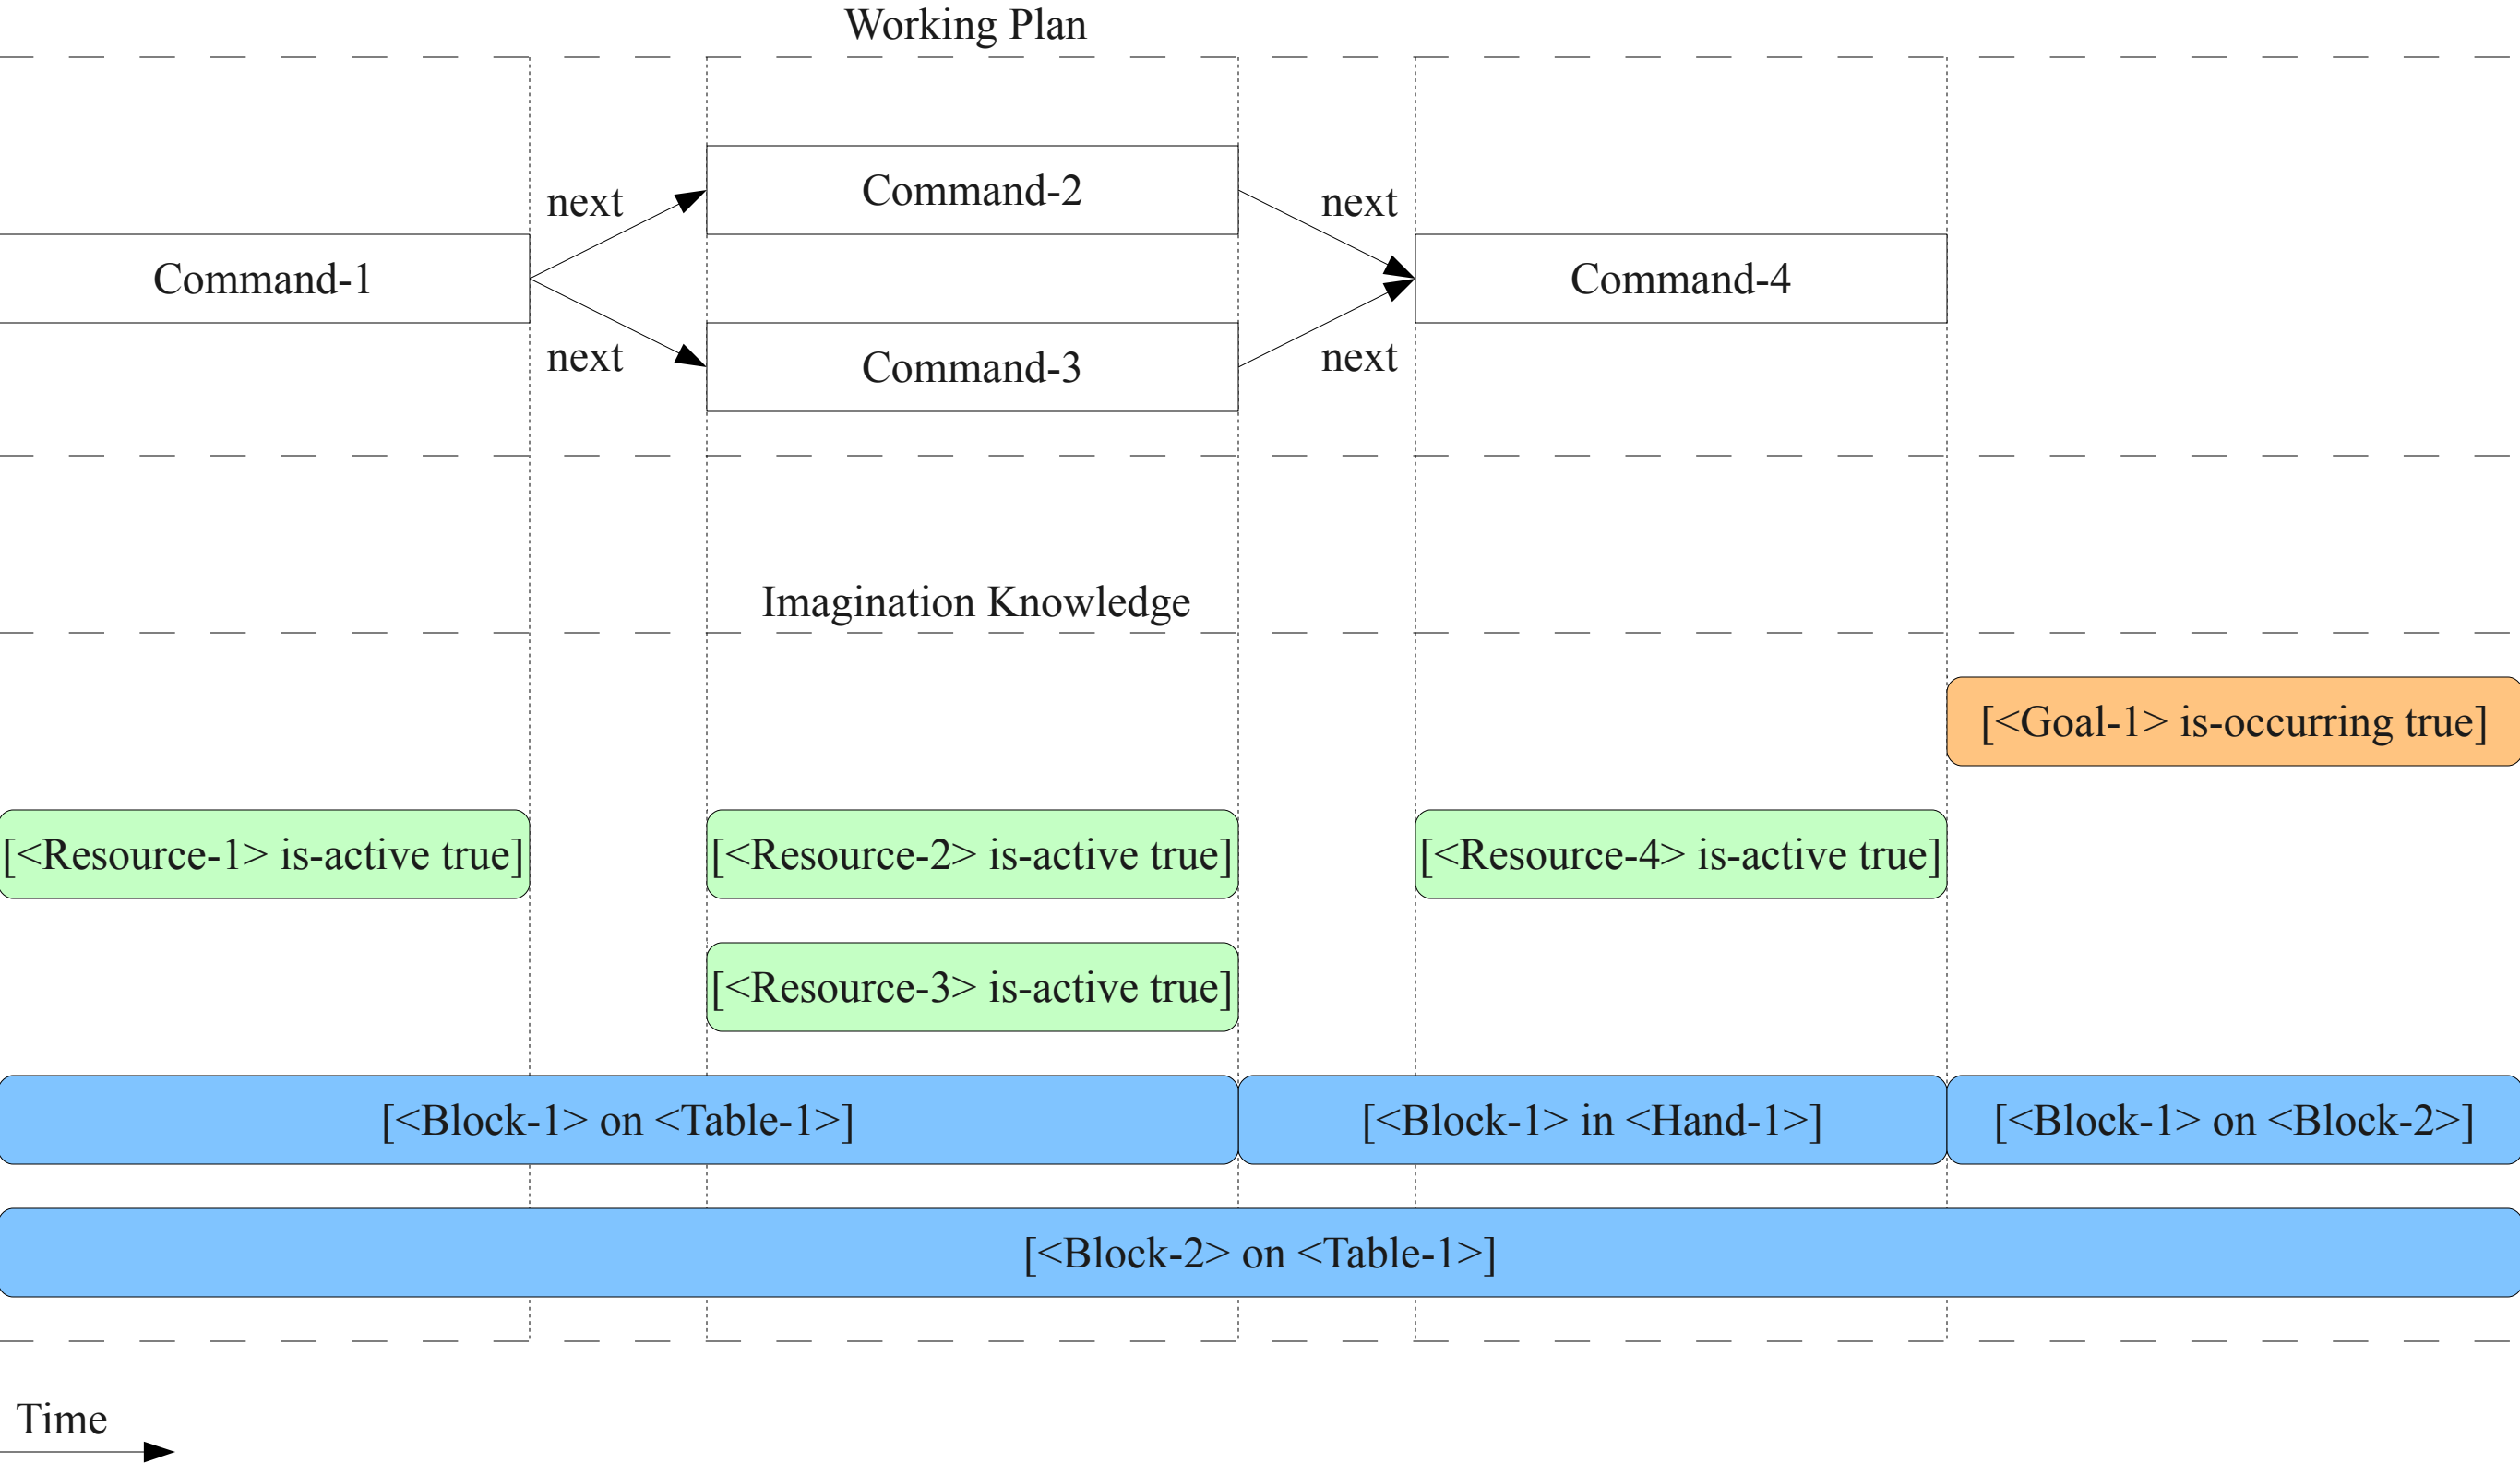 Working Plan
next
Command-2
next
Command-1
Command-4
next
Command-3
next
Imagination Knowledge
[<Goal-1> is-occurring true]
[<Resource-1> is-active true]
[<Resource-2> is-active true]
[<Resource-4> is-active true]
[<Resource-3> is-active true]
[<Block-1> on <Table-1>]
[<Block-1> in <Hand-1>]
[<Block-1> on <Block-2>]
[<Block-2> on <Table-1>]
Time